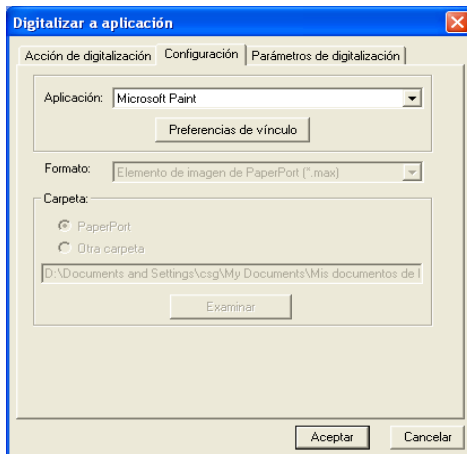 Digitalizar a aplicación
Acción de digitalización Configuración Parámetros de digitalización
Aplicación: Microsoft Paint
Preferencias de vínculo
Formato: Elemento de imagen de PaperPort (*.max)
Carpeta:
PaperPort
Otra carpeta
D:\Documents and Settings\csg\My Documents\Mis documentos de
Examinar
Aceptar Cancelar